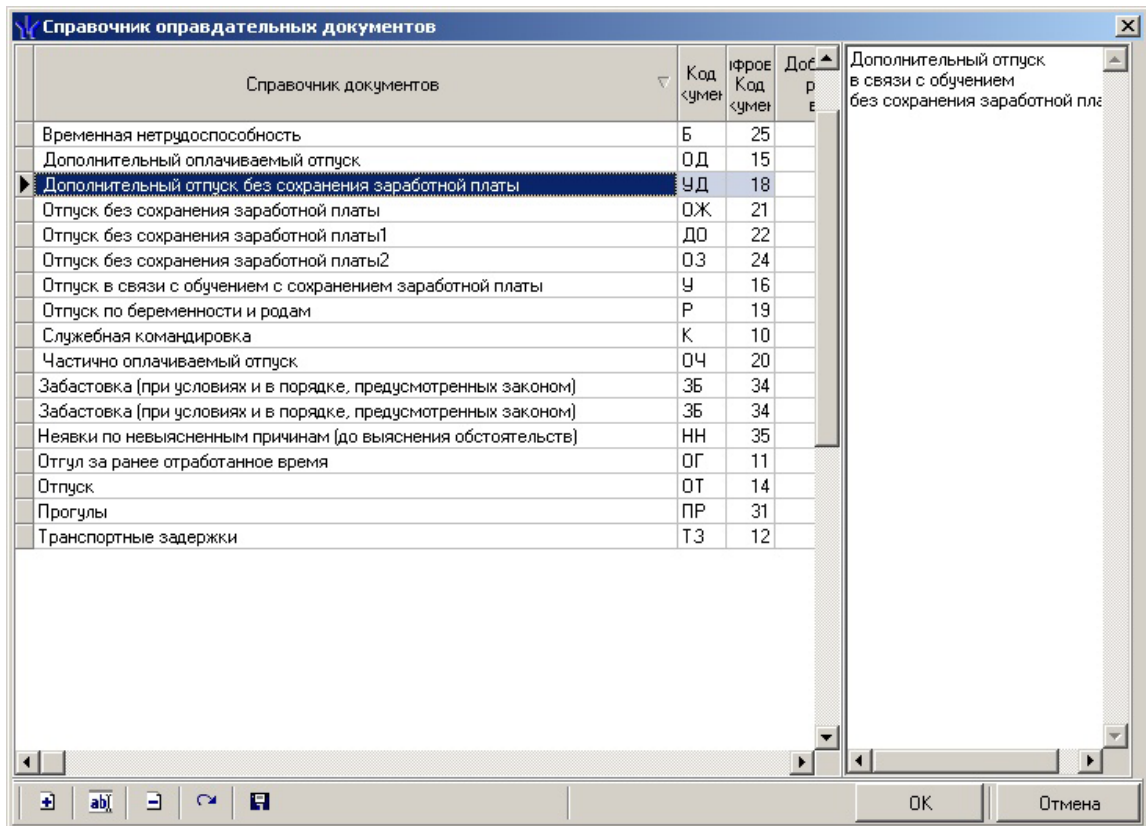 Справочник оправдательных документов
Справочник документов
Код
Код
Временная нетрудоспособность Б 25
Дополнительный оплачиваемый отпуск ОД 15
Дополнительный отпуск без сохранения заработной платы УД 18
Отпуск без сохранения заработной платы ОЖ 21
Отпуск без сохранения заработной платы1 ДО 22
Отпуск без сохранения заработной платы2 ОЗ 24
Отпуск в связи с обучением с сохранением заработной платы У 16
Отпуск по беременности и родам Р 19
Служебная командировка К 10
Частично оплачиваемый отпуск ОЧ 20
Забастовка (при условиях и в порядке, предусмотренных законом) ЗБ 34
Забастовка (при условиях и в порядке, предусмотренных законом) ЗБ 34
Неявки по невыясненным причинам (до выяснения обстоятельств) НН 35
Отгул за ранее отработанное время ОГ 11
Отпуск ОТ 14
Прогулы ПР 31
Транспортные задержки ТЗ 12
Дополнительный отпуск
в связи с обучением
без сохранения заработной пла
ab
OK
Отмена